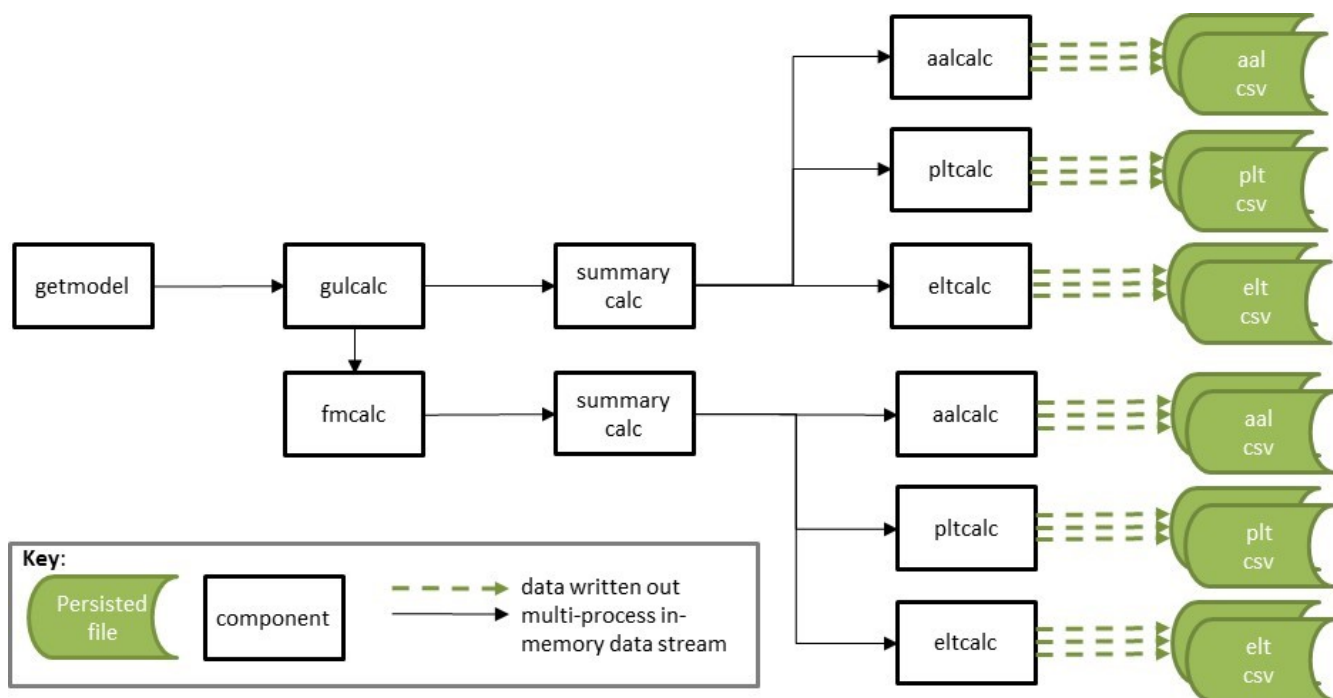 aalcalc
aal
csv
pltcalc
plt
csv
getmodel
gulcalc
summary
calc
eltcalc
elt
csv
fmcalc
summary
calc
aalcalc
aal
csv
pltcalc
plt
csv
eltcalc
elt
csv
Key:
Persisted
file
component
data written out
multi-process in-
memory data stream